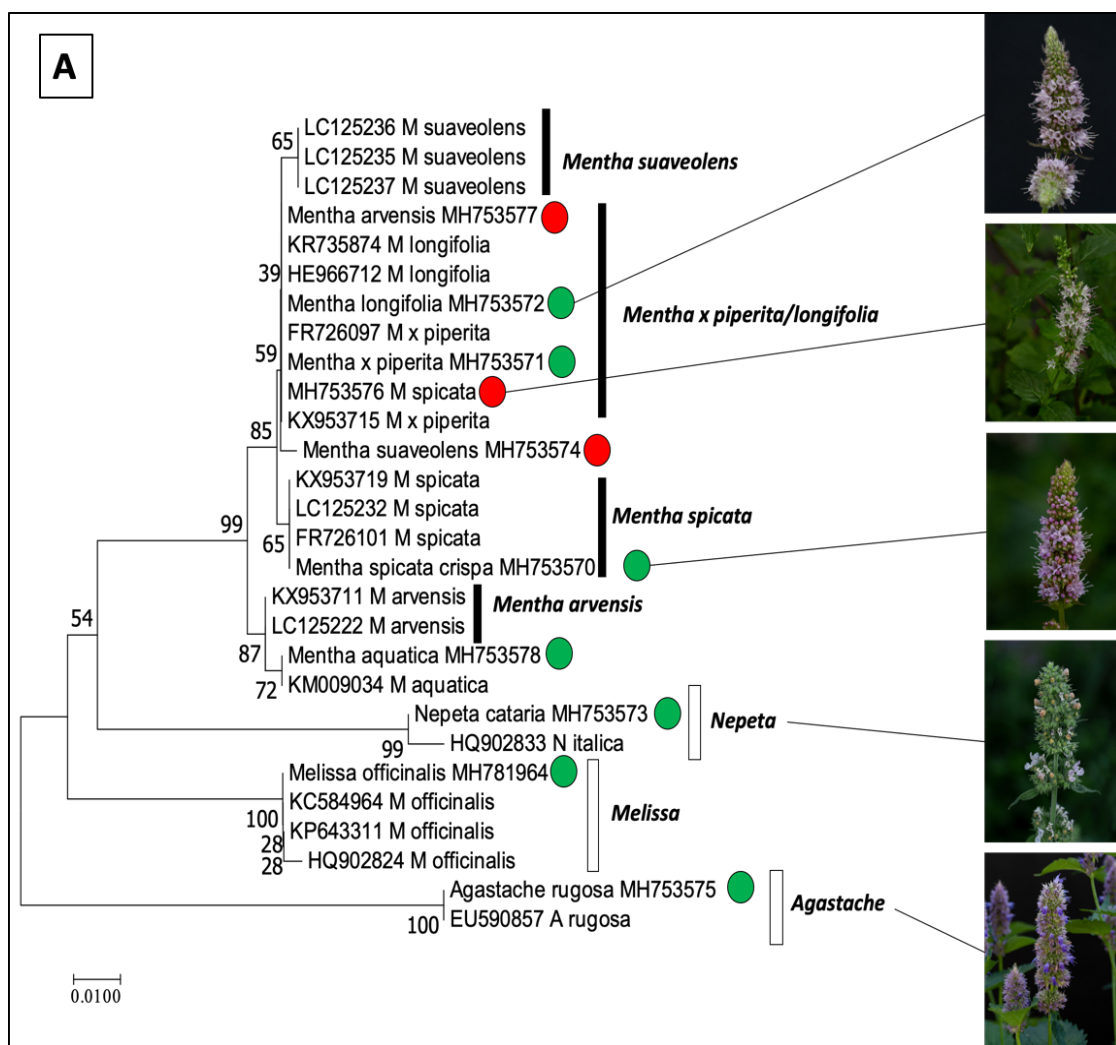 A
65
LC125236 M suaveolens
LC125235 M suaveolens
LC125237 M suaveolens
Mentha suaveolens
Mentha arvensis MH753577
KR735874 M longifolia
39
HE966712 M longifolia
Mentha longifolia MH753572
Mentha x piperita/longifolia
FR726097 M x piperita
59
Mentha x piperita MH753571
MH753576 M spicata
KX953715 M x piperita
85
Mentha suaveolens MH753574
KX953719 M spicata
LC125232 M spicata
Mentha spicata
99
FR726101 M spicata
65
Mentha spicata crispa MH753570
KX953711 M arvensis
Mentha arvensis
LC125222 M arvensis
54
87
Mentha aquatica MH753578
72
KM009034 M aquatica
Nepeta cataria MH753573
Nepeta
99
HQ902833 N italica
Melissa officinalis MH781964
KC584964 M officinalis
Melissa
100
KP643311 M officinalis
28
28
HQ902824 M officinalis
Agastache rugosa MH753575
Agastache
100
EU590857 A rugosa
0.0100